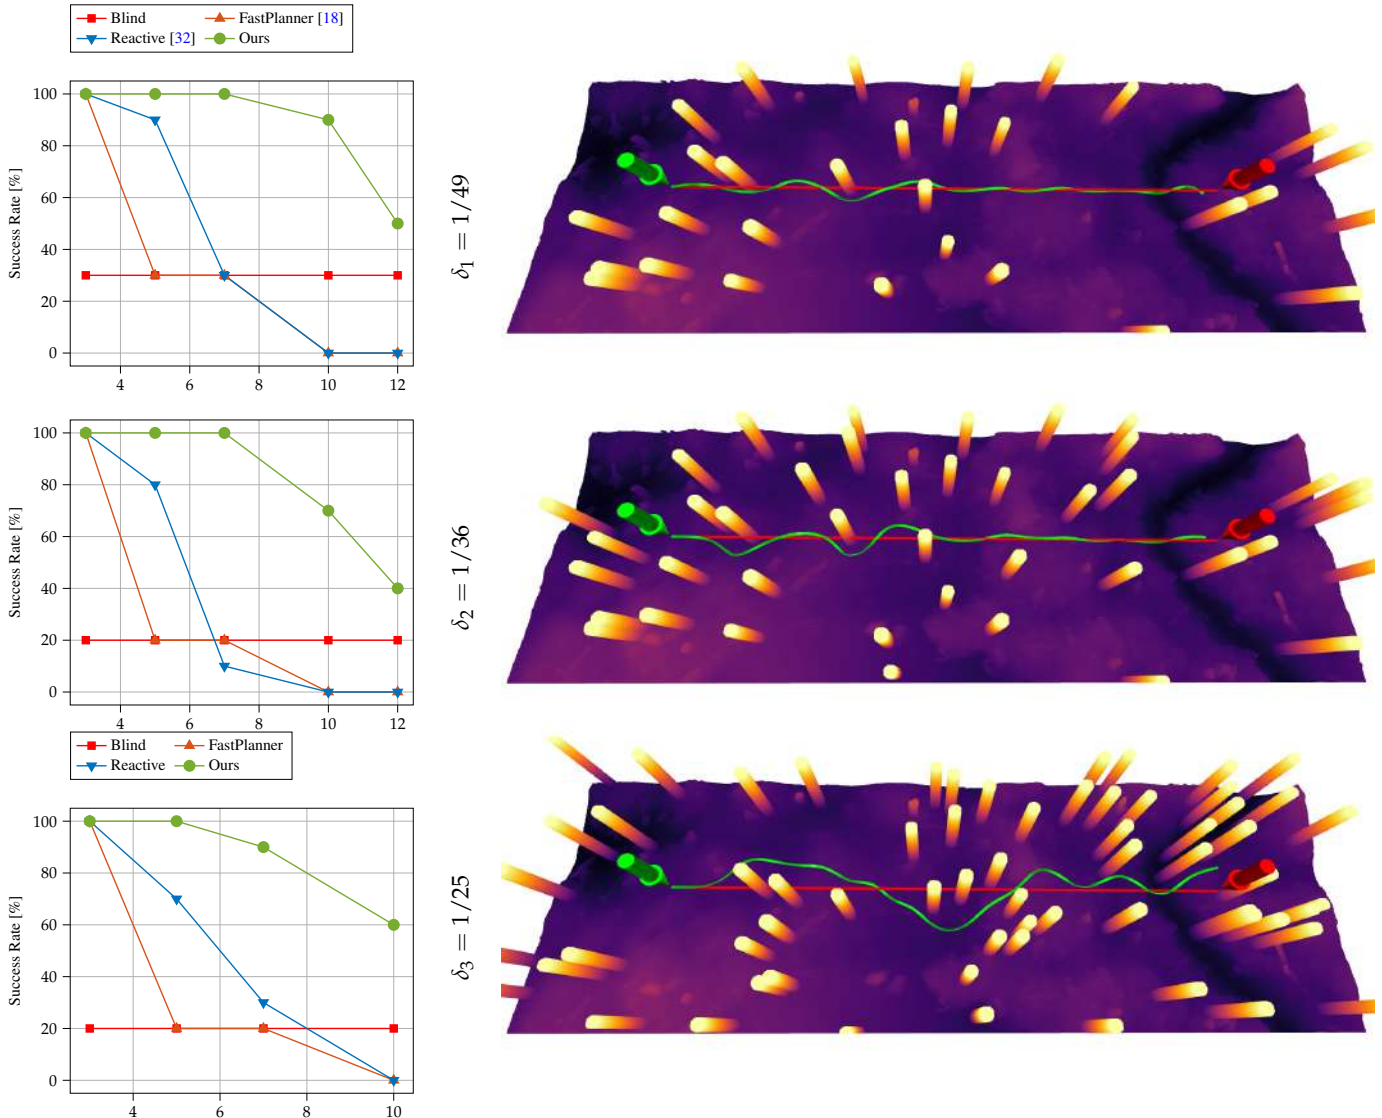 Blind FastPlanner [18]
Reactive [32] Ours
100
80
60
40
20
0
Success Rate [%]
4 6 8 10 12
δ1 = 1/49
100
80
60
40
20
0
Success Rate [%]
4 6 8 10 12
δ2 = 1/36
Blind FastPlanner
Reactive Ours
100
80
60
40
20
0
Success Rate [%]
4 6 8 10
δ3 = 1/25